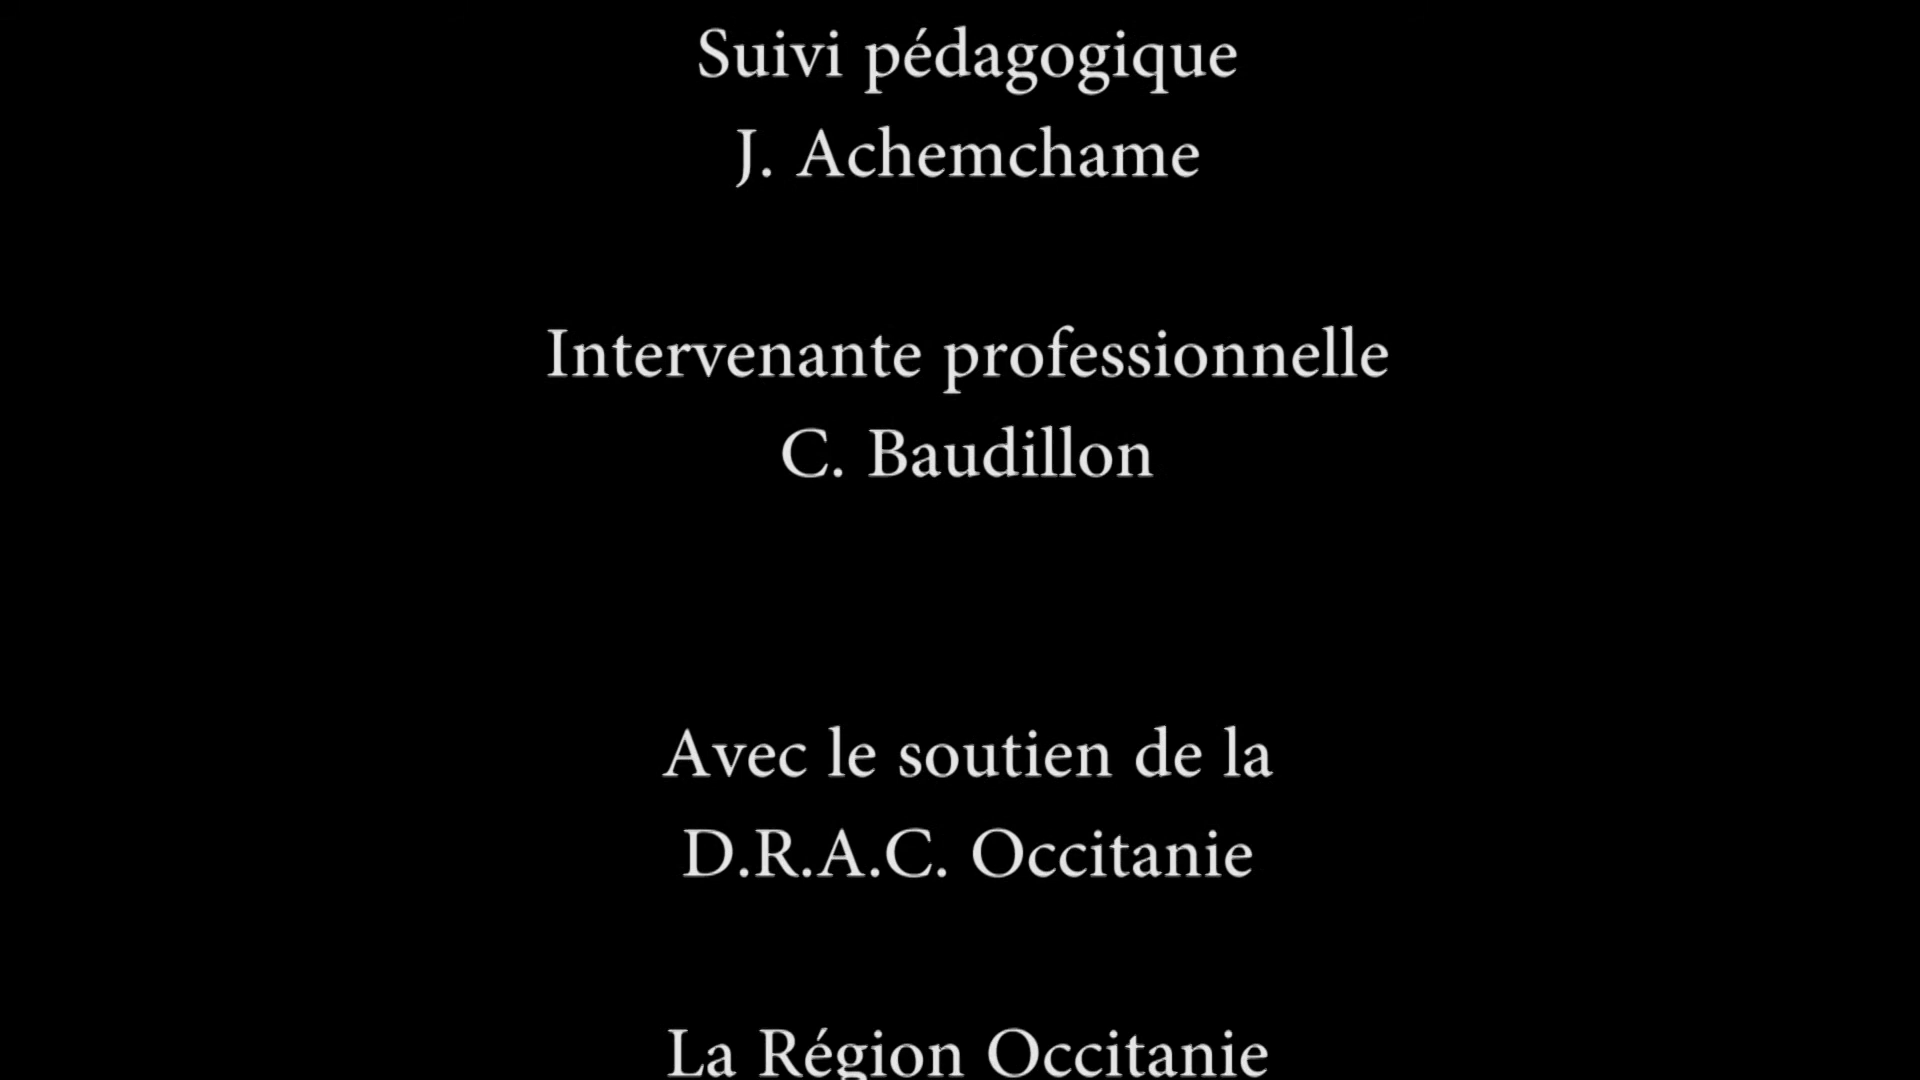 Suivi pédagogique
J. Achemchame
Intervenante professionnelle
C. Baudillon
Avec le soutien de la
D.R.A.C. Occitanie
La Région Occitanie